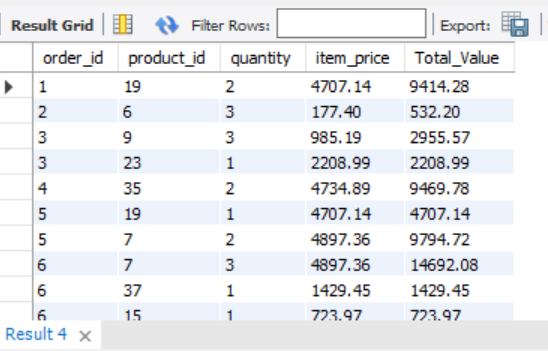 Result Grid Filter Rows: Export:
order_id product_id quantity item_price Total_Value
1 19 2 4707.14 9414.28
2 6 3 177.40 532.20
3 9 3 985.19 2955.57
3 23 1 2208.99 2208.99
4 35 2 4734.89 9469.78
5 19 1 4707.14 4707.14
5 7 2 4897.36 9794.72
6 7 3 4897.36 14692.08
6 37 1 1429.45 1429.45
6 15 1 723.97 723.97
Result 4 ×